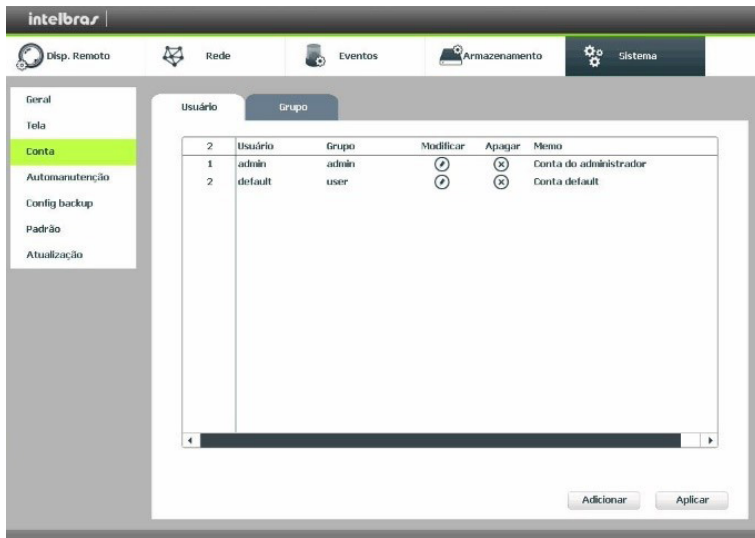 intelbras
Disp. Remoto
Rede
Eventos
Armazenamento
Sistema
Geral
Tela
Conta
Automanutenção
Config backup
Padrão
Atualização
Usuário
Grupo
2 Usuário Grupo Modificar Apagar Memo
1 admin admin Conta do administrador
2 default user Conta default
Adicionar
Aplicar